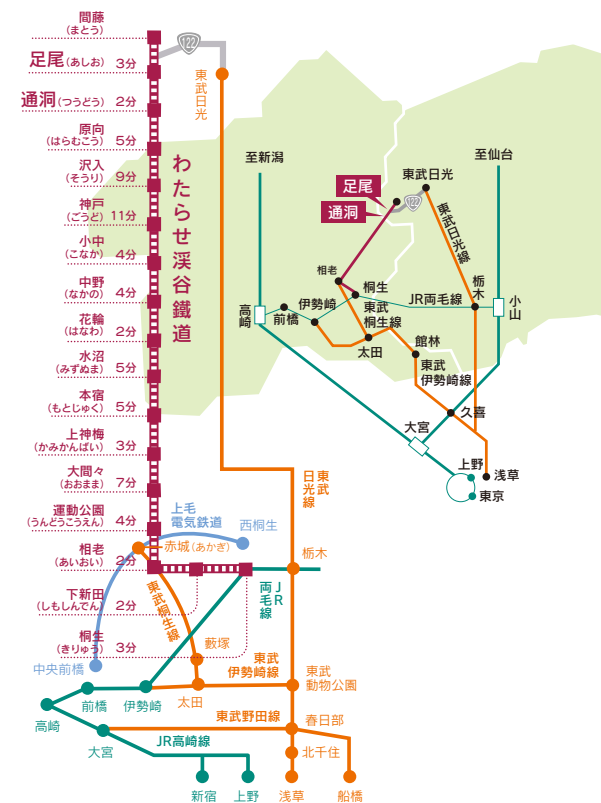 間藤
(まとう)
足尾(あしお) 3分
通洞(つうどう) 2分
原向
(はらむこう) 5分
沢入
(そうり) 9分
神戸
(ごうど) 11分
小中
(こなか) 4分
中野
(なかの) 4分
花輪
(はなわ) 2分
水沼
(みずぬま) 5分
本宿
(もとじゅく) 5分
上神梅
(かみかんばい) 3分
大間々
(おおまま) 7分
運動公園
(うんどうこうえん) 4分
相老
(あいおい) 2分
下新田
(しもしんでん) 2分
桐生
(きりゅう) 3分
わたらせ渓谷鐵道
122
東武日光
東武
日光線
上毛
電気鉄道
西桐生
赤城(あかぎ)
栃木
JR
両毛線
東武桐生線
藪塚
中央前橋
東武
伊勢崎線
東武
動物公園
前橋
伊勢崎
太田
高崎
東武野田線
春日部
大宮
JR高崎線
北千住
新宿
上野
浅草
船橋
至新潟
至仙台
足尾
通洞
東武日光
122
東武日光線
相老
桐生
JR両毛線
栃木
小山
高崎
前橋
伊勢崎
東武
桐生線
太田
館林
東武
伊勢崎線
久喜
大宮
上野
浅草
東京